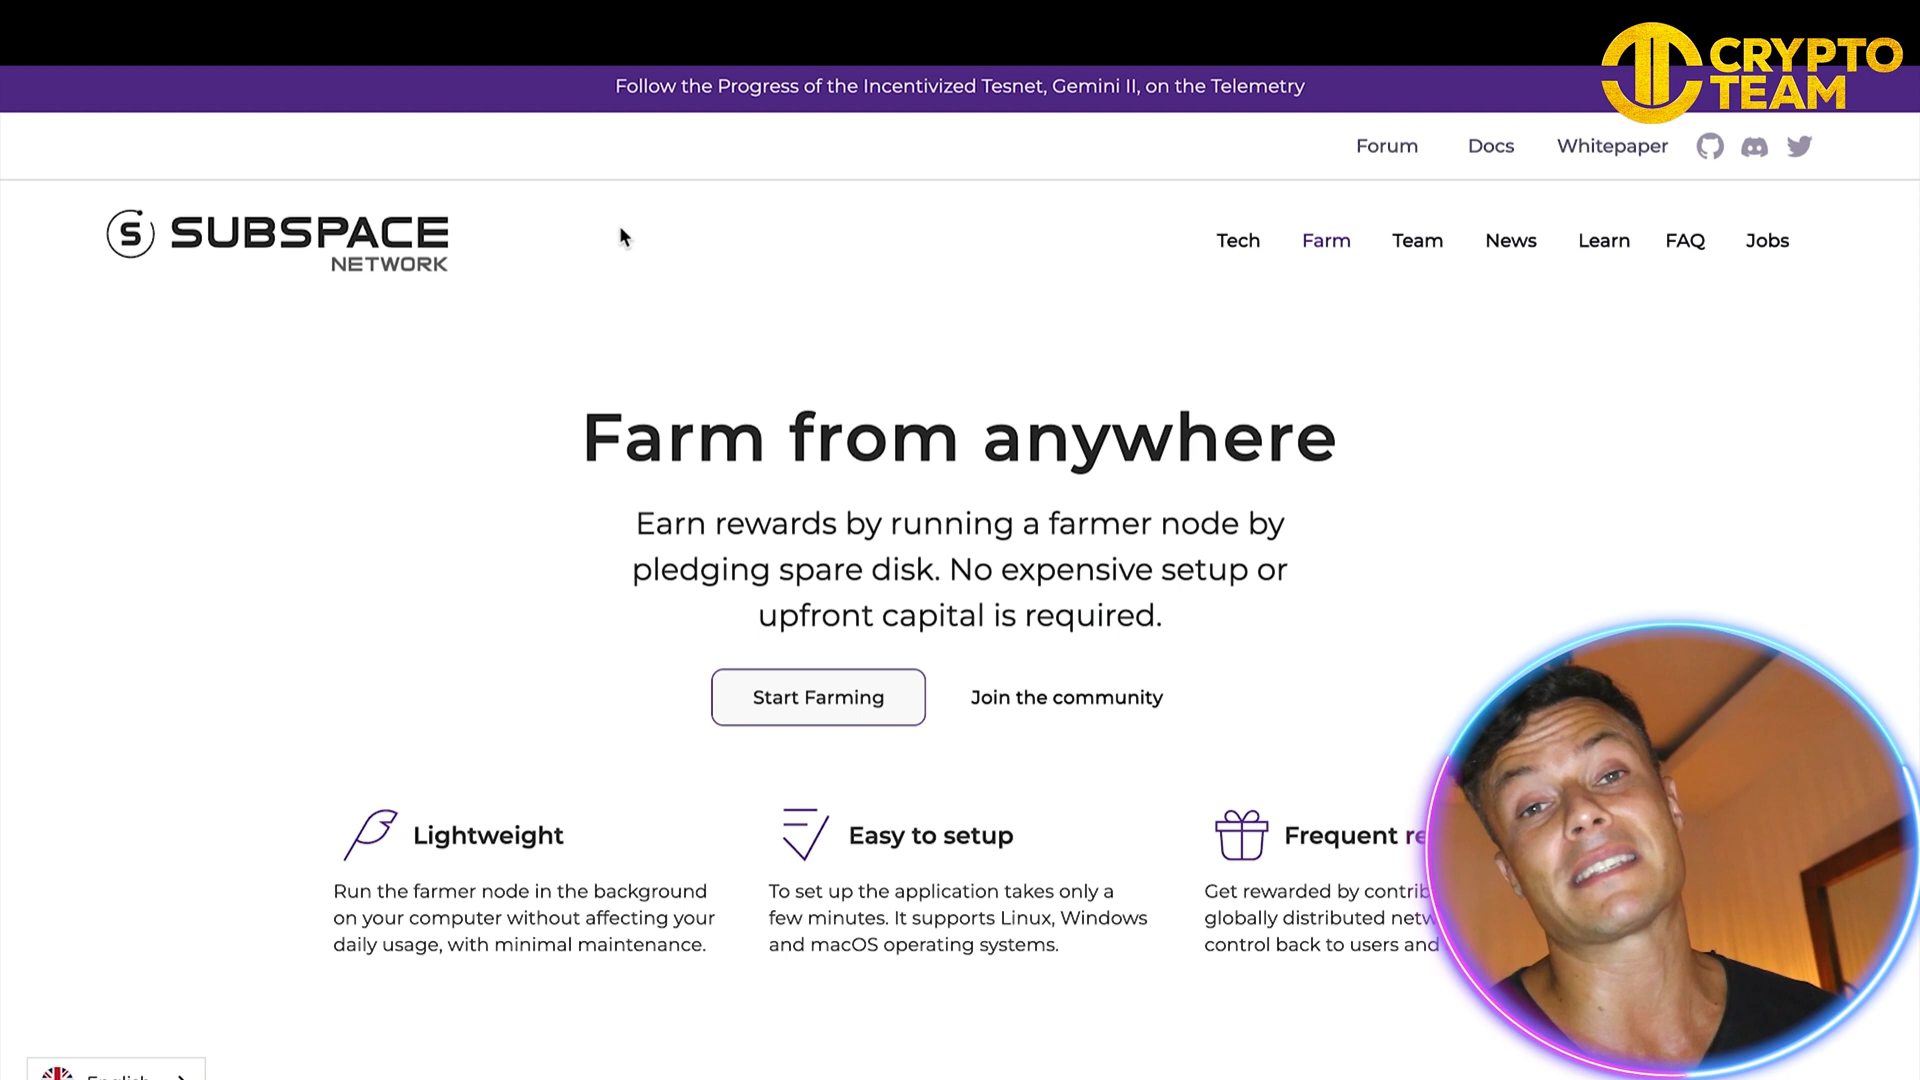 CRYPTO
TEAM
Follow the Progress of the Incentivized Tesnet, Gemini II, on the Telemetry
Forum Docs Whitepaper
S SUBSPACE
NETWORK
Tech Farm Team News Learn FAQ Jobs
Farm from anywhere
Earn rewards by running a farmer node by
pledging spare disk. No expensive setup or
upfront capital is required.
Start Farming Join the community
Lightweight
Run the farmer node in the background
on your computer without affecting your
daily usage, with minimal maintenance.
Easy to setup
To set up the application takes only a
few minutes. It supports Linux, Windows
and macOS operating systems.
Frequent
Get rewarded by
globally distributed
control back to users and
English